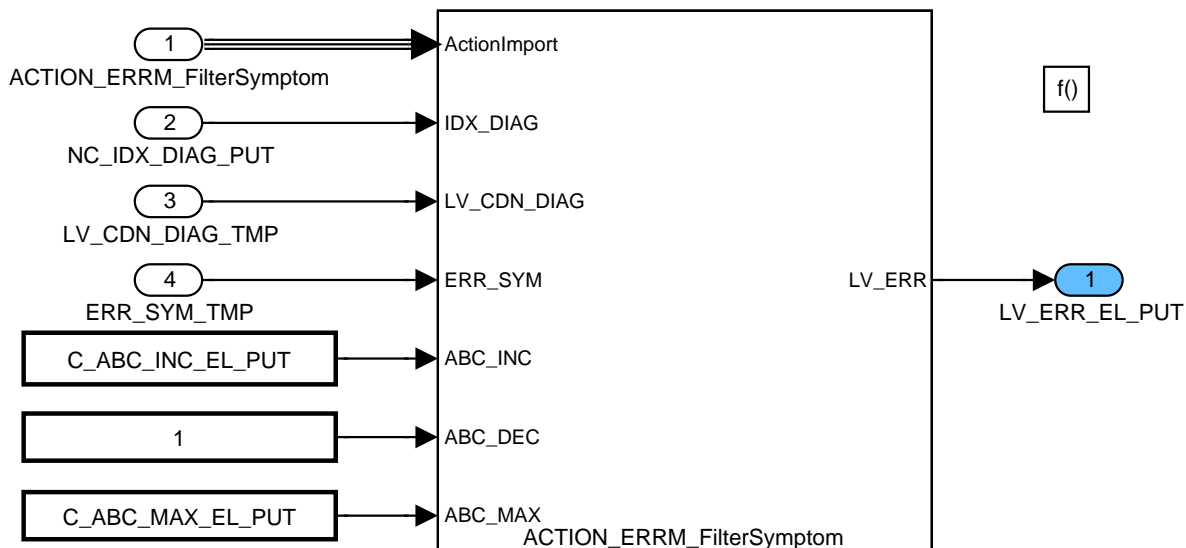 1
ActionImport
ACTION_ERRM_FilterSymptom
f()
2
IDX_DIAG
NC_IDX_DIAG_PUT
3
LV_CDN_DIAG
LV_CDN_DIAG_TMP
4
ERR_SYM
LV_ERR
1
ERR_SYM_TMP
LV_ERR_EL_PUT
C_ABC_INC_EL_PUT
ABC_INC
1
ABC_DEC
C_ABC_MAX_EL_PUT
ABC_MAX
ACTION_ERRM_FilterSymptom